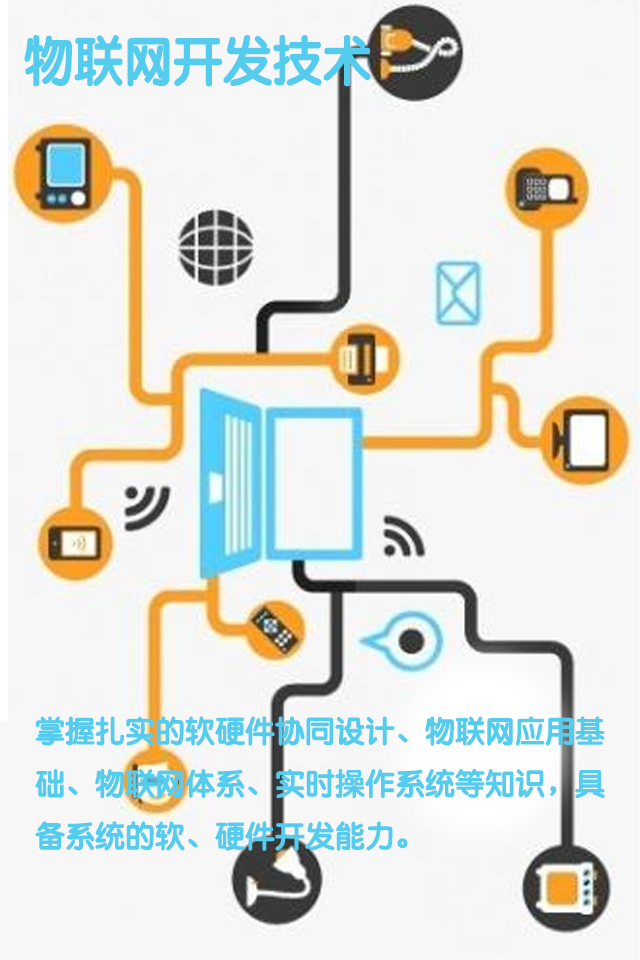 物联网开发技术
掌握扎实的软硬件协同设计、物联网应用基
础、物联网体系、实时操作系统等知识，具
备系统的软、硬件开发能力。